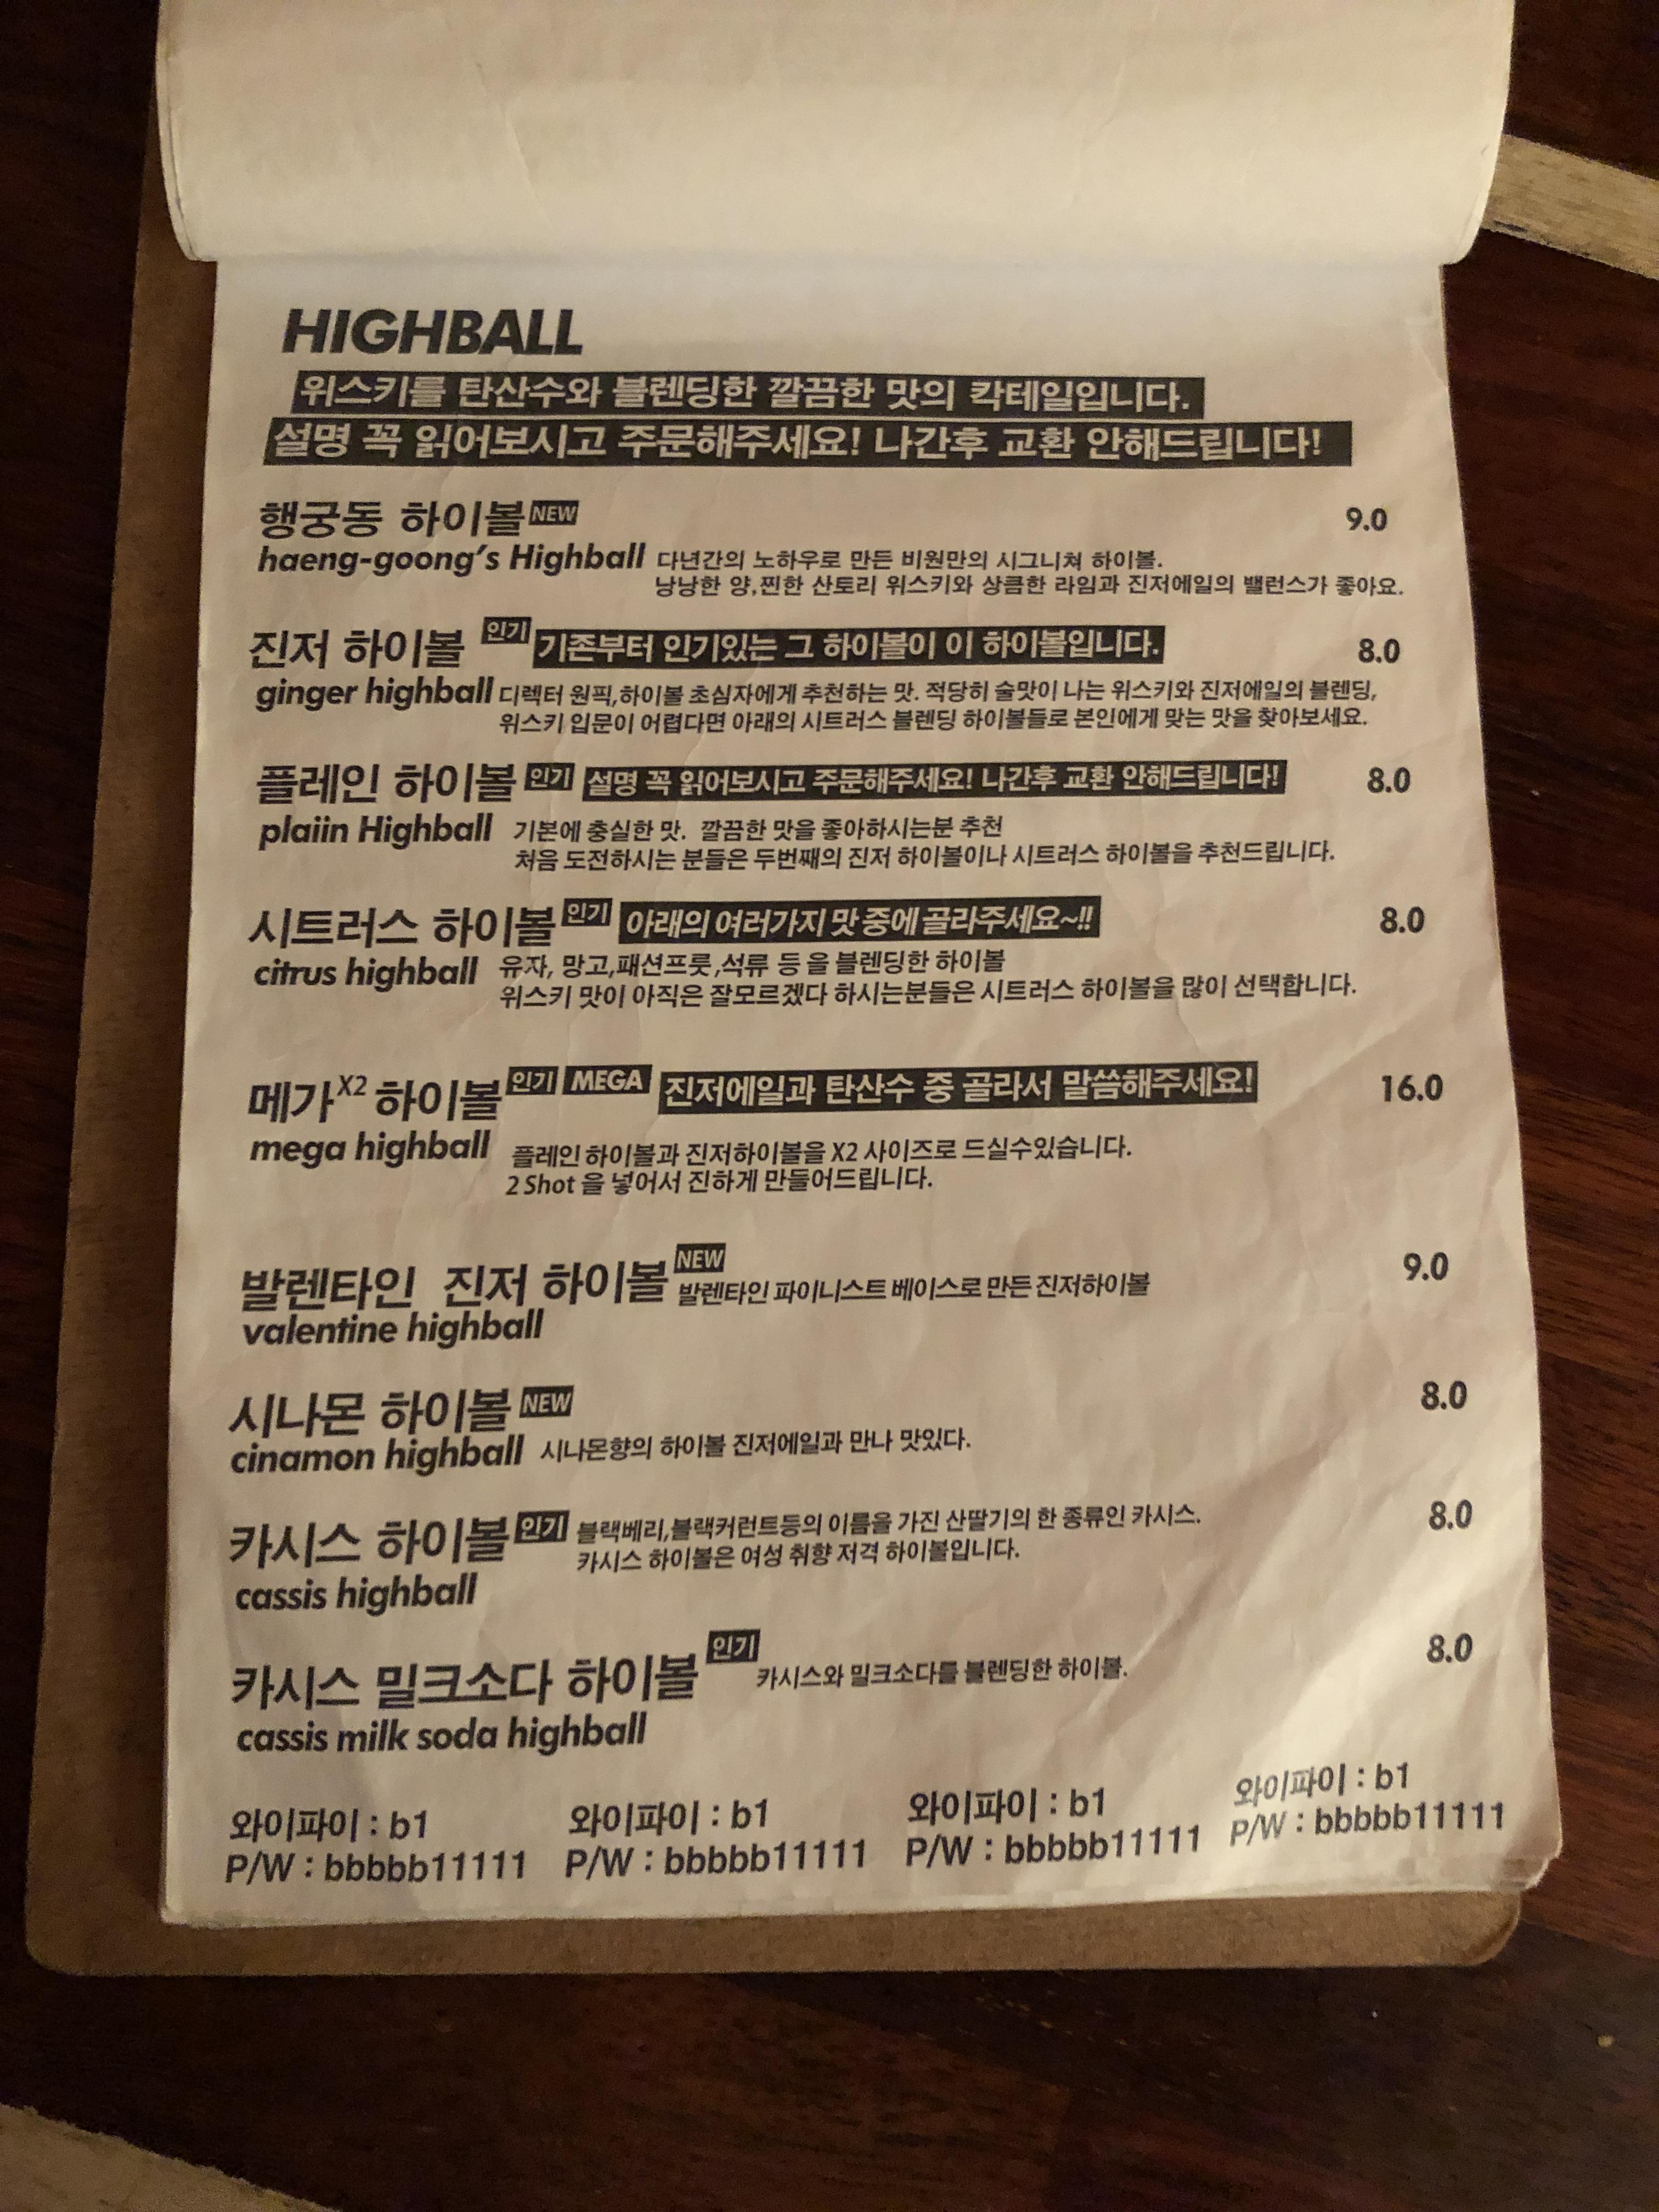 HIGHBALL
위스키를 탄산수와 블렌딩한 깔끔한 맛의 칵테일입니다.
설명 꼭 읽어보시고 주문해주세요! 나간후 교환 안해드립니다!
행궁동 하이볼 NEW 9.0
haeng-goong's Highball 다년간의 노하우로 만든 비원만의 시그니쳐 하이볼.
낭낭한 양,찐한 산토리 위스키와 상큼한 라임과 진저에일의 밸런스가 좋아요.
진저 하이볼 인기 기존부터 인기있는 그 하이볼이 이 하이볼입니다. 8.0
ginger highball 디렉터 원픽,하이볼 초심자에게 추천하는 맛. 적당히 술맛이 나는 위스키와 진저에일의 블렌딩,
위스키 입문이 어렵다면 아래의 시트러스 블렌딩 하이볼들로 본인에게 맞는 맛을 찾아보세요.
플레인 하이볼 인기 설명 꼭 읽어보시고 주문해주세요! 나간후 교환 안해드립니다! 8.0
plaiin Highball 기본에 충실한 맛. 깔끔한 맛을 좋아하시는분 추천
처음 도전하시는 분들은 두번째의 진저 하이볼이나 시트러스 하이볼을 추천드립니다.
시트러스 하이볼 인기 아래의 여러가지 맛 중에 골라주세요~!! 8.0
citrus highball 유자, 망고,패션프룻,석류 등 을 블렌딩한 하이볼
위스키 맛이 아직은 잘모르겠다 하시는분들은 시트러스 하이볼을 많이 선택합니다.
메가 X2 하이볼 인기 MEGA 진저에일과 탄산수 중 골라서 말씀해주세요! 16.0
mega highball 플레인 하이볼과 진저하이볼을 X2 사이즈로 드실수있습니다.
2 Shot 을 넣어서 진하게 만들어드립니다.
발렌타인 진저 하이볼 NEW 발렌타인 파이니스트 베이스로 만든 진저하이볼 9.0
valentine highball
시나몬 하이볼 NEW 8.0
cinamon highball 시나몬향의 하이볼 진저에일과 만나 맛있다.
카시스 하이볼 인기 블랙베리,블랙커런트등의 이름을 가진 산딸기의 한 종류인 카시스. 8.0
카시스 하이볼은 여성 취향 저격 하이볼입니다.
cassis highball
카시스 밀크소다 하이볼 인기 카시스와 밀크소다를 블렌딩한 하이볼. 8.0
cassis milk soda highball
와이파이 : b1 와이파이 : b1 와이파이 : b1 와이파이 : b1
P/W : bbbbb11111 P/W : bbbbb11111 P/W : bbbbb11111 P/W : bbbbb11111